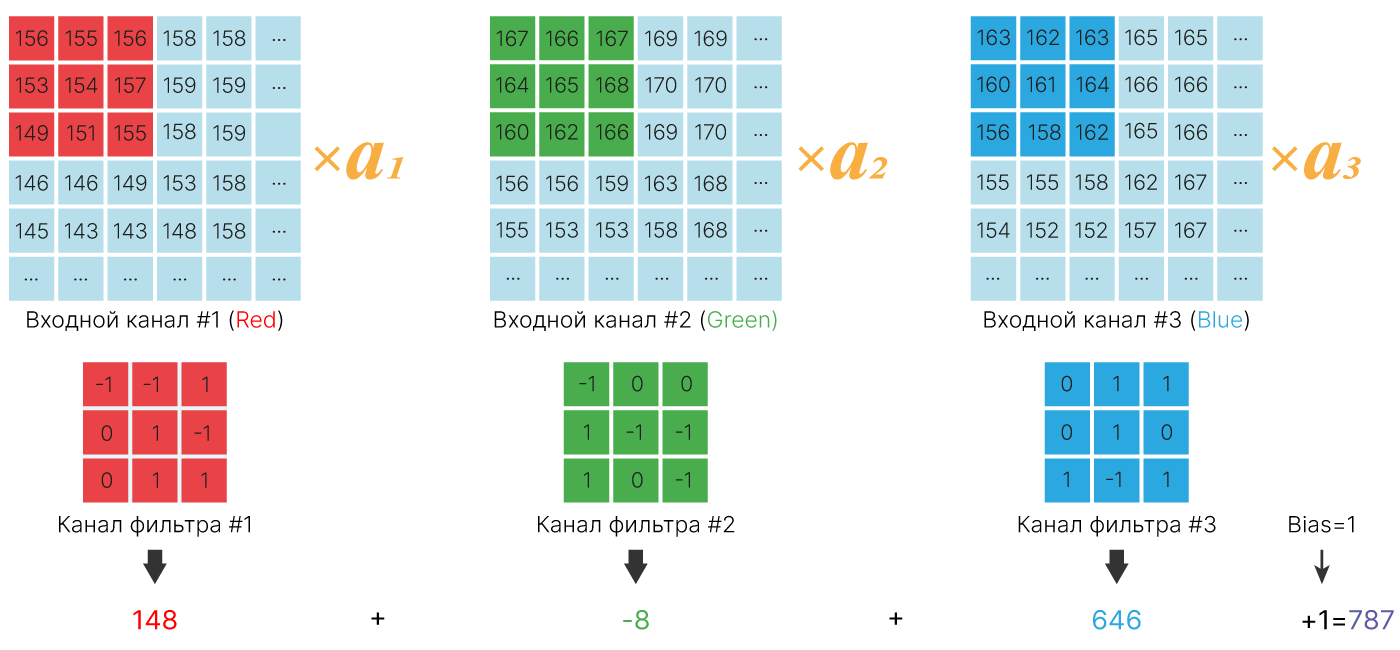 156 155 156 158 158 ... 167 166 167 169 169 ... 163 162 163 165 165 ...
153 154 157 159 159 ... 164 165 168 170 170 ... 160 161 164 166 166 ...
149 151 155 158 159 160 162 166 169 170 ... 156 158 162 165 166 ...
×a₁ ×a₂ ×a₃
146 146 149 153 158 ... 156 156 159 163 168 ... 155 155 158 162 167 ...
145 143 143 148 158 ... 155 153 153 158 168 ... 154 152 152 157 167 ...
... ... ... ... ... ... ... ... ... ... ... ... ... ... ... ... ... ...
Входной канал #1 (Red) Входной канал #2 (Green) Входной канал #3 (Blue)
-1 -1 1 -1 0 0 0 1 1
0 1 -1 1 -1 -1 0 1 0
0 1 1 1 0 -1 1 -1 1
Канал фильтра #1 Канал фильтра #2 Канал фильтра #3 Bias=1
148 + -8 + 646 +1=787